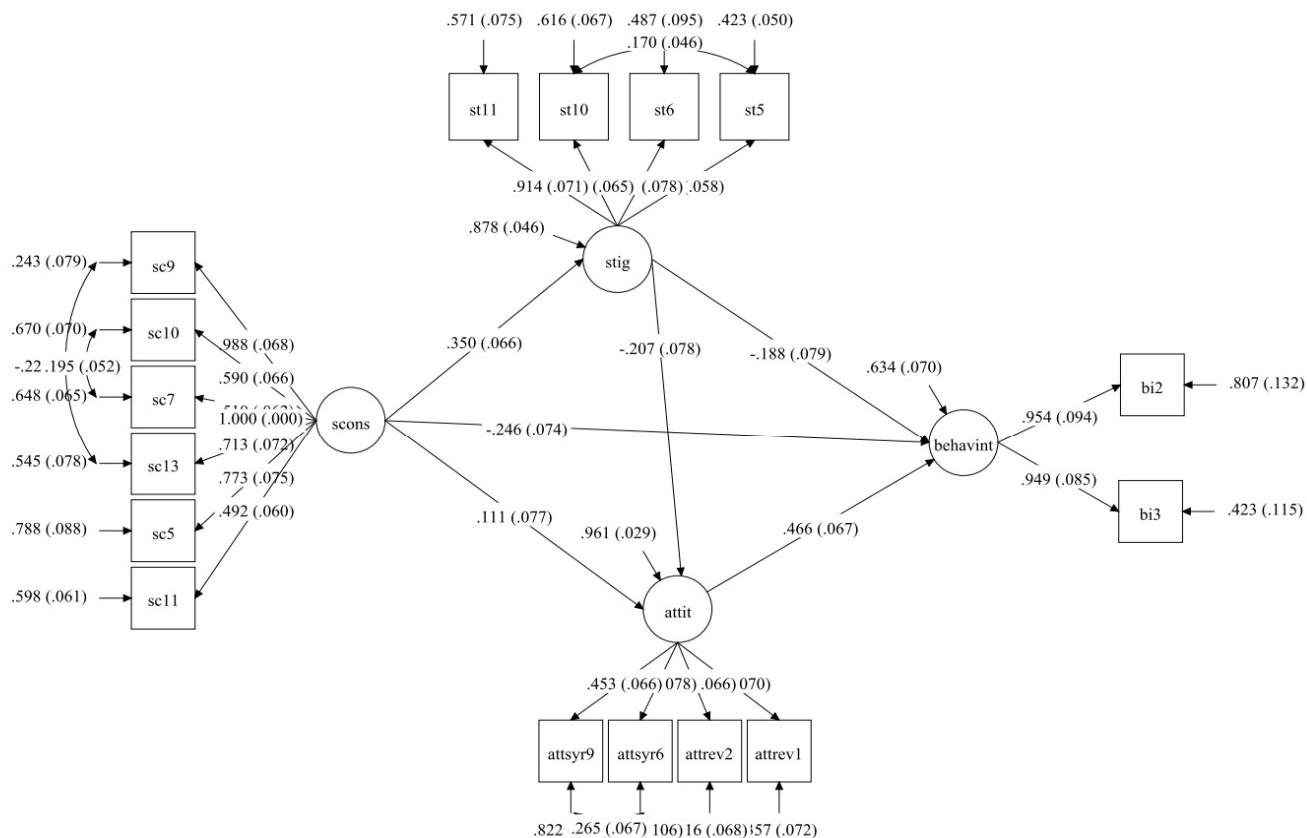 .571 (.075) .616 (.067) .487 (.095) .423 (.050)
.170 (.046)
st11 st10 st6 st5
.914 (.071) (.065) (.078) .058)
.878 (.046)
stig
.243 (.079) sc9
.670 (.070) sc10
.988 (.068)
.350 (.066)
-.207 (.078)
-.188 (.079)
-.22 .195 (.052)
.590 (.066)
.634 (.070)
.648 (.065) sc7
1.000 (.000)
scons
bi2 .807 (.132)
.954 (.094)
-.246 (.074)
.713 (.072)
behavint
.545 (.078) sc13
.773 (.075)
.949 (.085)
.492 (.060)
bi3 .423 (.115)
.788 (.088) sc5
.111 (.077)
.961 (.029)
.466 (.067)
.598 (.061) sc11
attit
.453 (.066) 078) .066) 070)
attsyr9 attsyr6 attrev2 attrev1
.822 .265 (.067) 106) 16 (.068) 57 (.072)